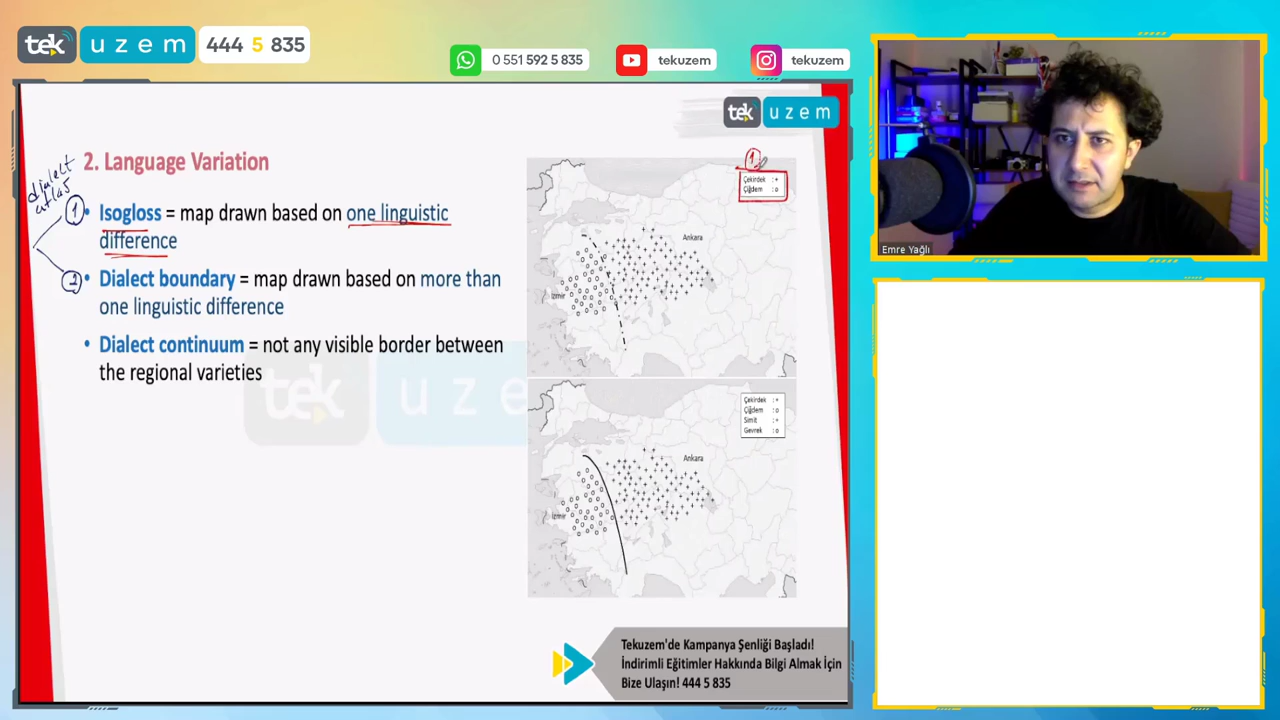 tek uzem 444 5 835
0 551 592 5 835
tekuzem
tekuzem
tek uzem
2. Language Variation
dialect
atlas
1
• Isogloss = map drawn based on one linguistic
difference
2
• Dialect boundary = map drawn based on more than
one linguistic difference
• Dialect continuum = not any visible border between
the regional varieties
tek uzem
1
Çekirdek : +
Çiğdem : o
Ankara
İzmir
Çekirdek : +
Çiğdem : o
Simit : +
Gevrek : o
Ankara
İzmir
Emre Yağlı
Tekuzem'de Kampanya Şenliği Başladı!
İndirimli Eğitimler Hakkında Bilgi Almak İçin
Bize Ulaşın! 444 5 835